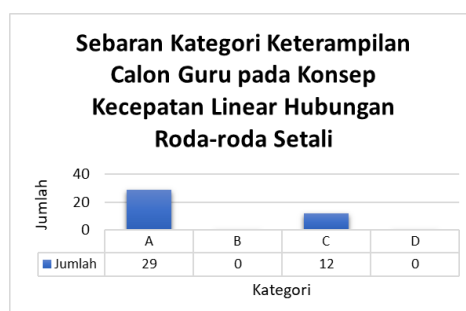 Sebaran Kategori Keterampilan
Calon Guru pada Konsep
Kecepatan Linear Hubungan
Roda-roda Setali
Jumlah
40
20
0
A B C D
Jumlah 29 0 12 0
Kategori